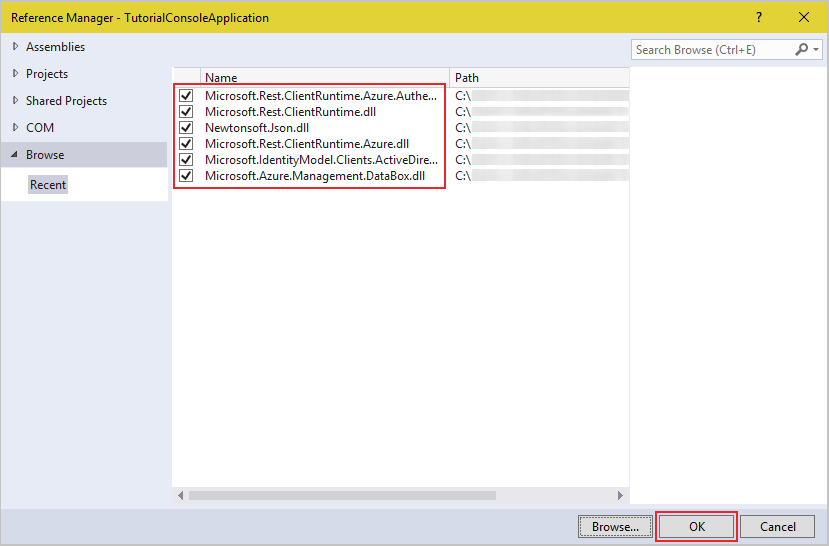 Reference Manager - TutorialConsoleApplication
?
Assemblies
Projects
Shared Projects
COM
Browse
Recent
Search Browse (Ctrl+E)
Name Path
Microsoft.Rest.ClientRuntime.Azure.Authe... C:\
Microsoft.Rest.ClientRuntime.dll C:\
Newtonsoft.Json.dll C:\
Microsoft.Rest.ClientRuntime.Azure.dll C:\
Microsoft.IdentityModel.Clients.ActiveDire... C:\
Microsoft.Azure.Management.DataBox.dll C:\
Browse... OK Cancel